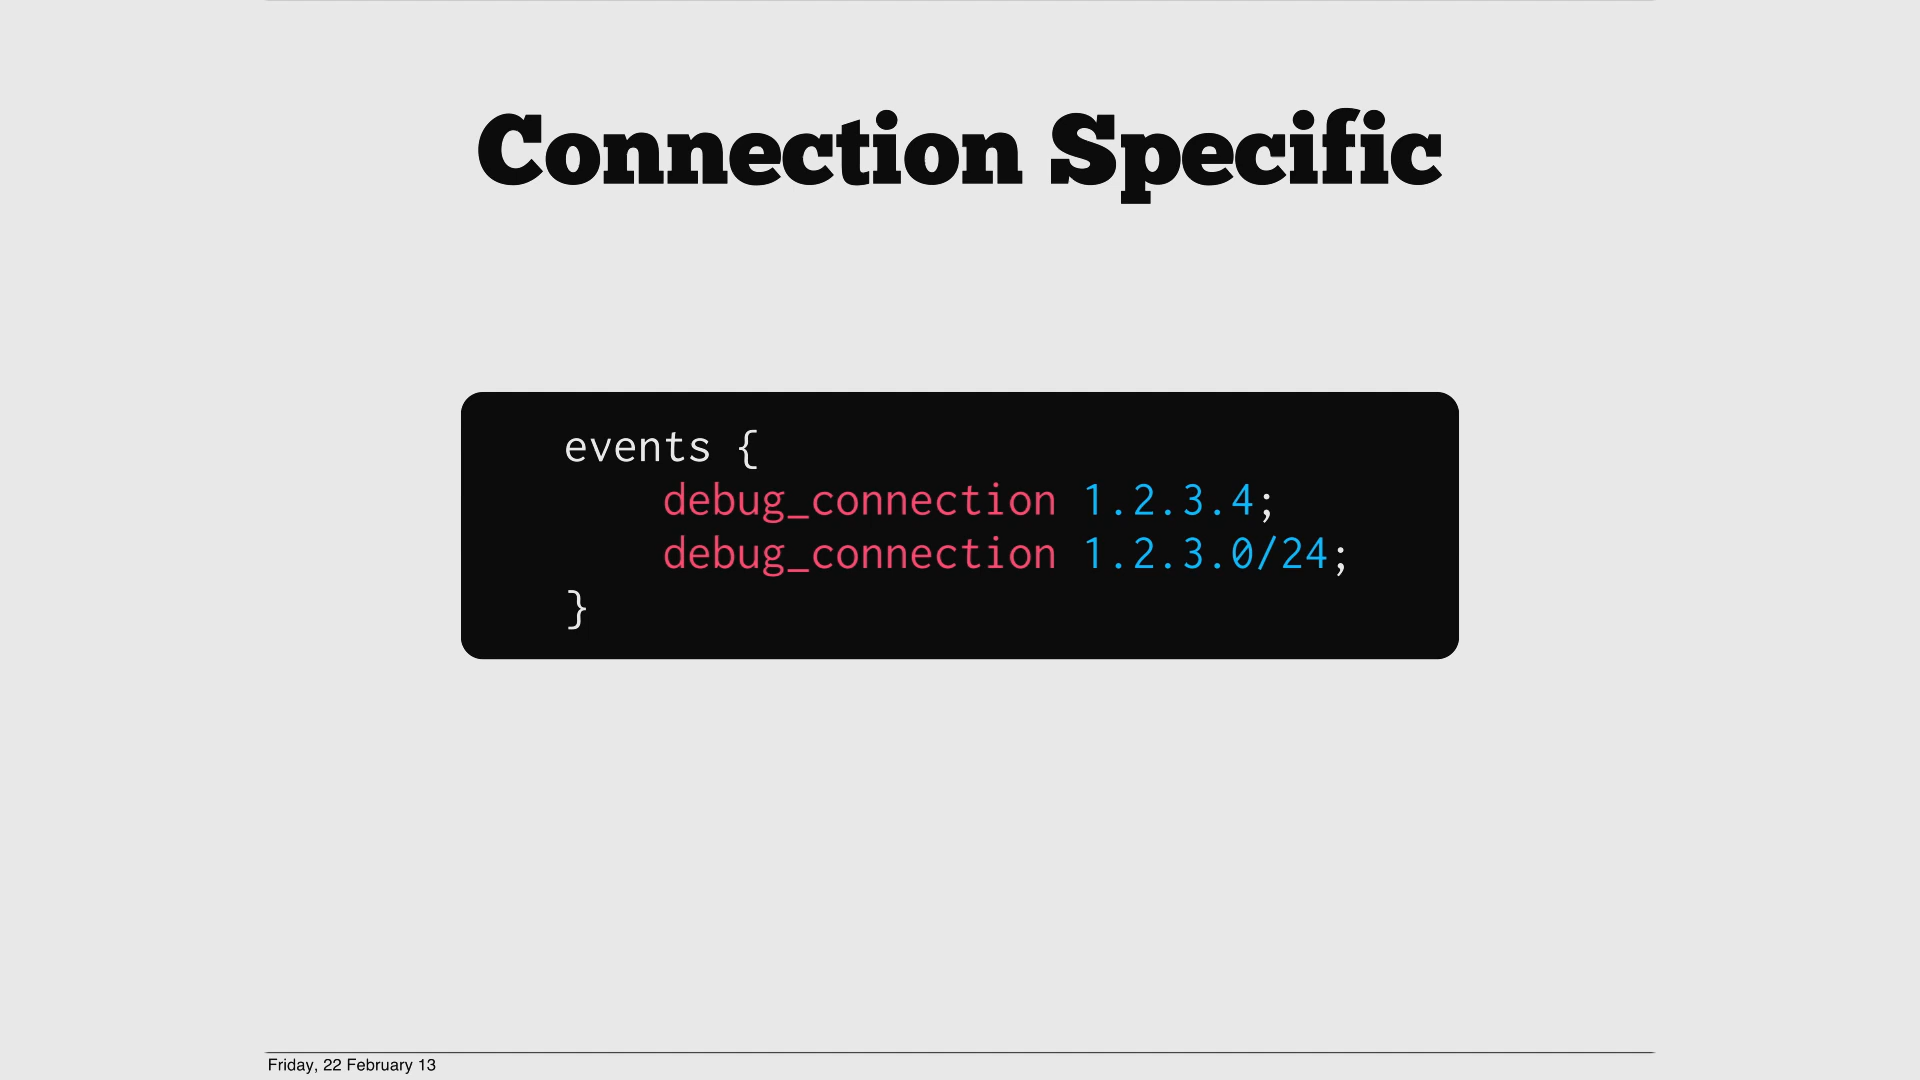 Connection Specific
events {
    debug_connection 1.2.3.4;
    debug_connection 1.2.3.0/24;
}
Friday, 22 February 13